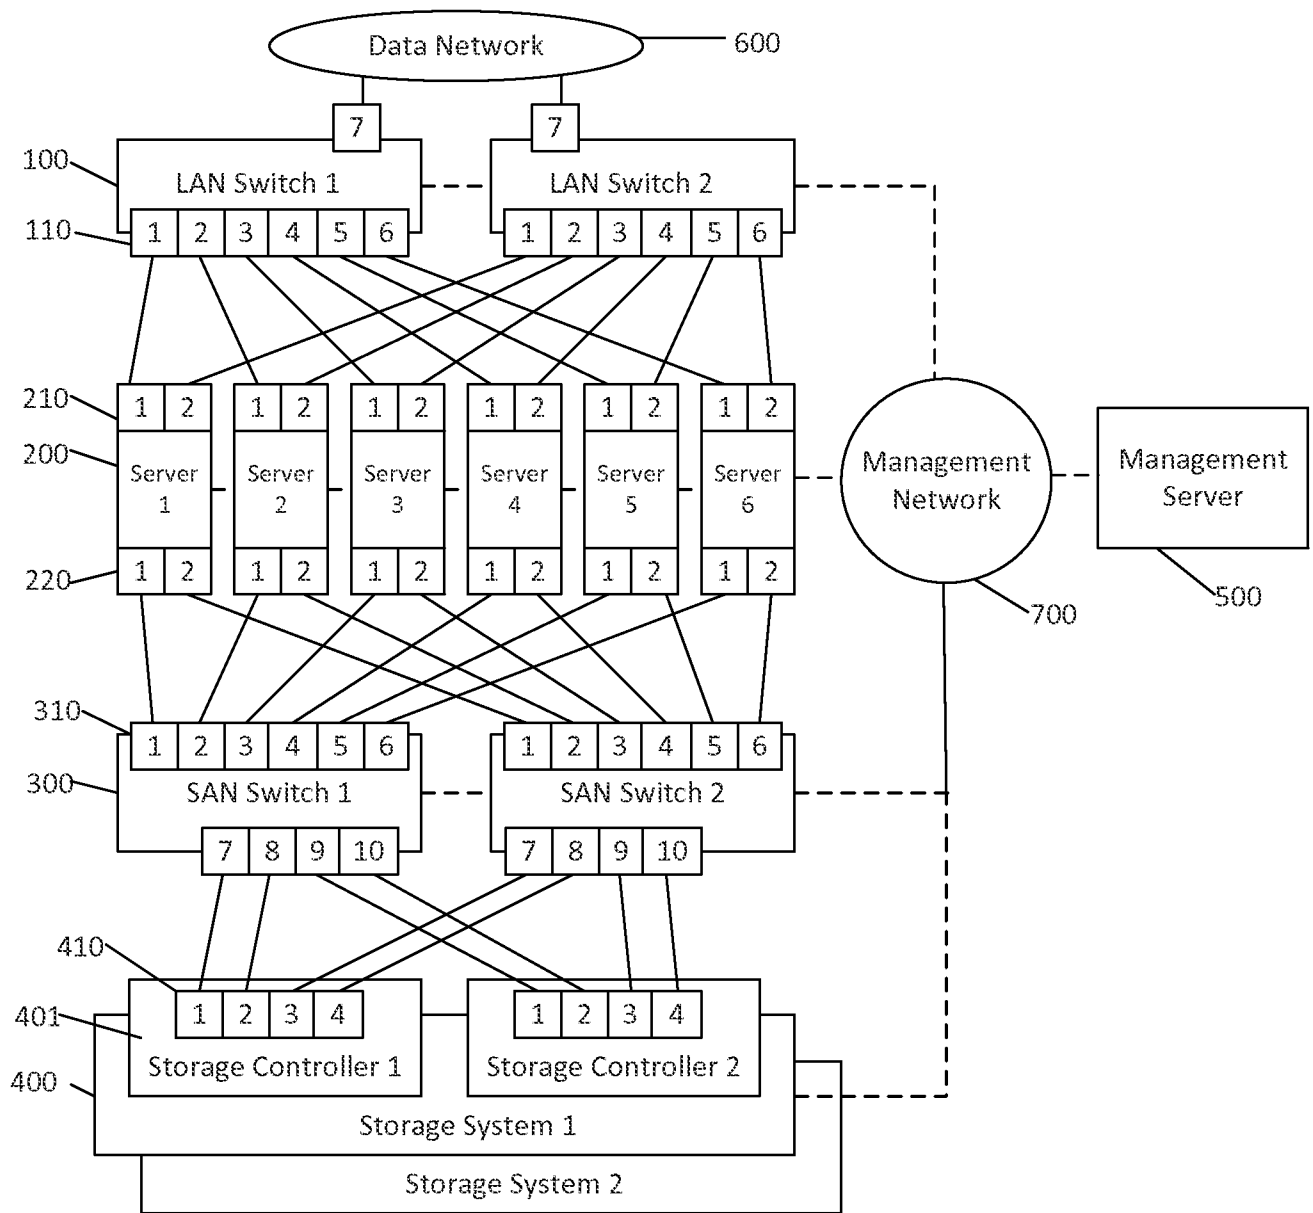 Data Network
600
7 7
100
LAN Switch 1 LAN Switch 2
110
1 2 3 4 5 6 1 2 3 4 5 6
210
1 2 1 2 1 2 1 2 1 2 1 2
200
Server Server Server Server Server Server
1 2 3 4 5 6
Management
Network
Management
Server
220
1 2 1 2 1 2 1 2 1 2 1 2
700
500
310
1 2 3 4 5 6 1 2 3 4 5 6
300
SAN Switch 1 SAN Switch 2
7 8 9 10 7 8 9 10
410
1 2 3 4 1 2 3 4
401
Storage Controller 1 Storage Controller 2
400
Storage System 1
Storage System 2